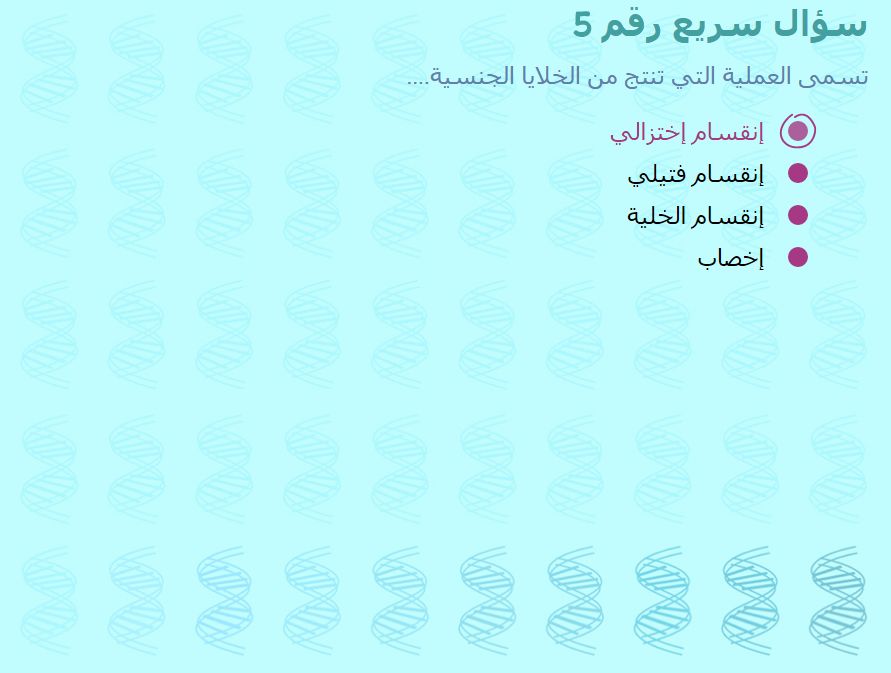 سؤال سريع رقم 5
تسمى العملية التي تنتج من الخلايا الجنسية....
إنقسام إختزالي
إنقسام فتيلي
إنقسام الخلية
إخصاب